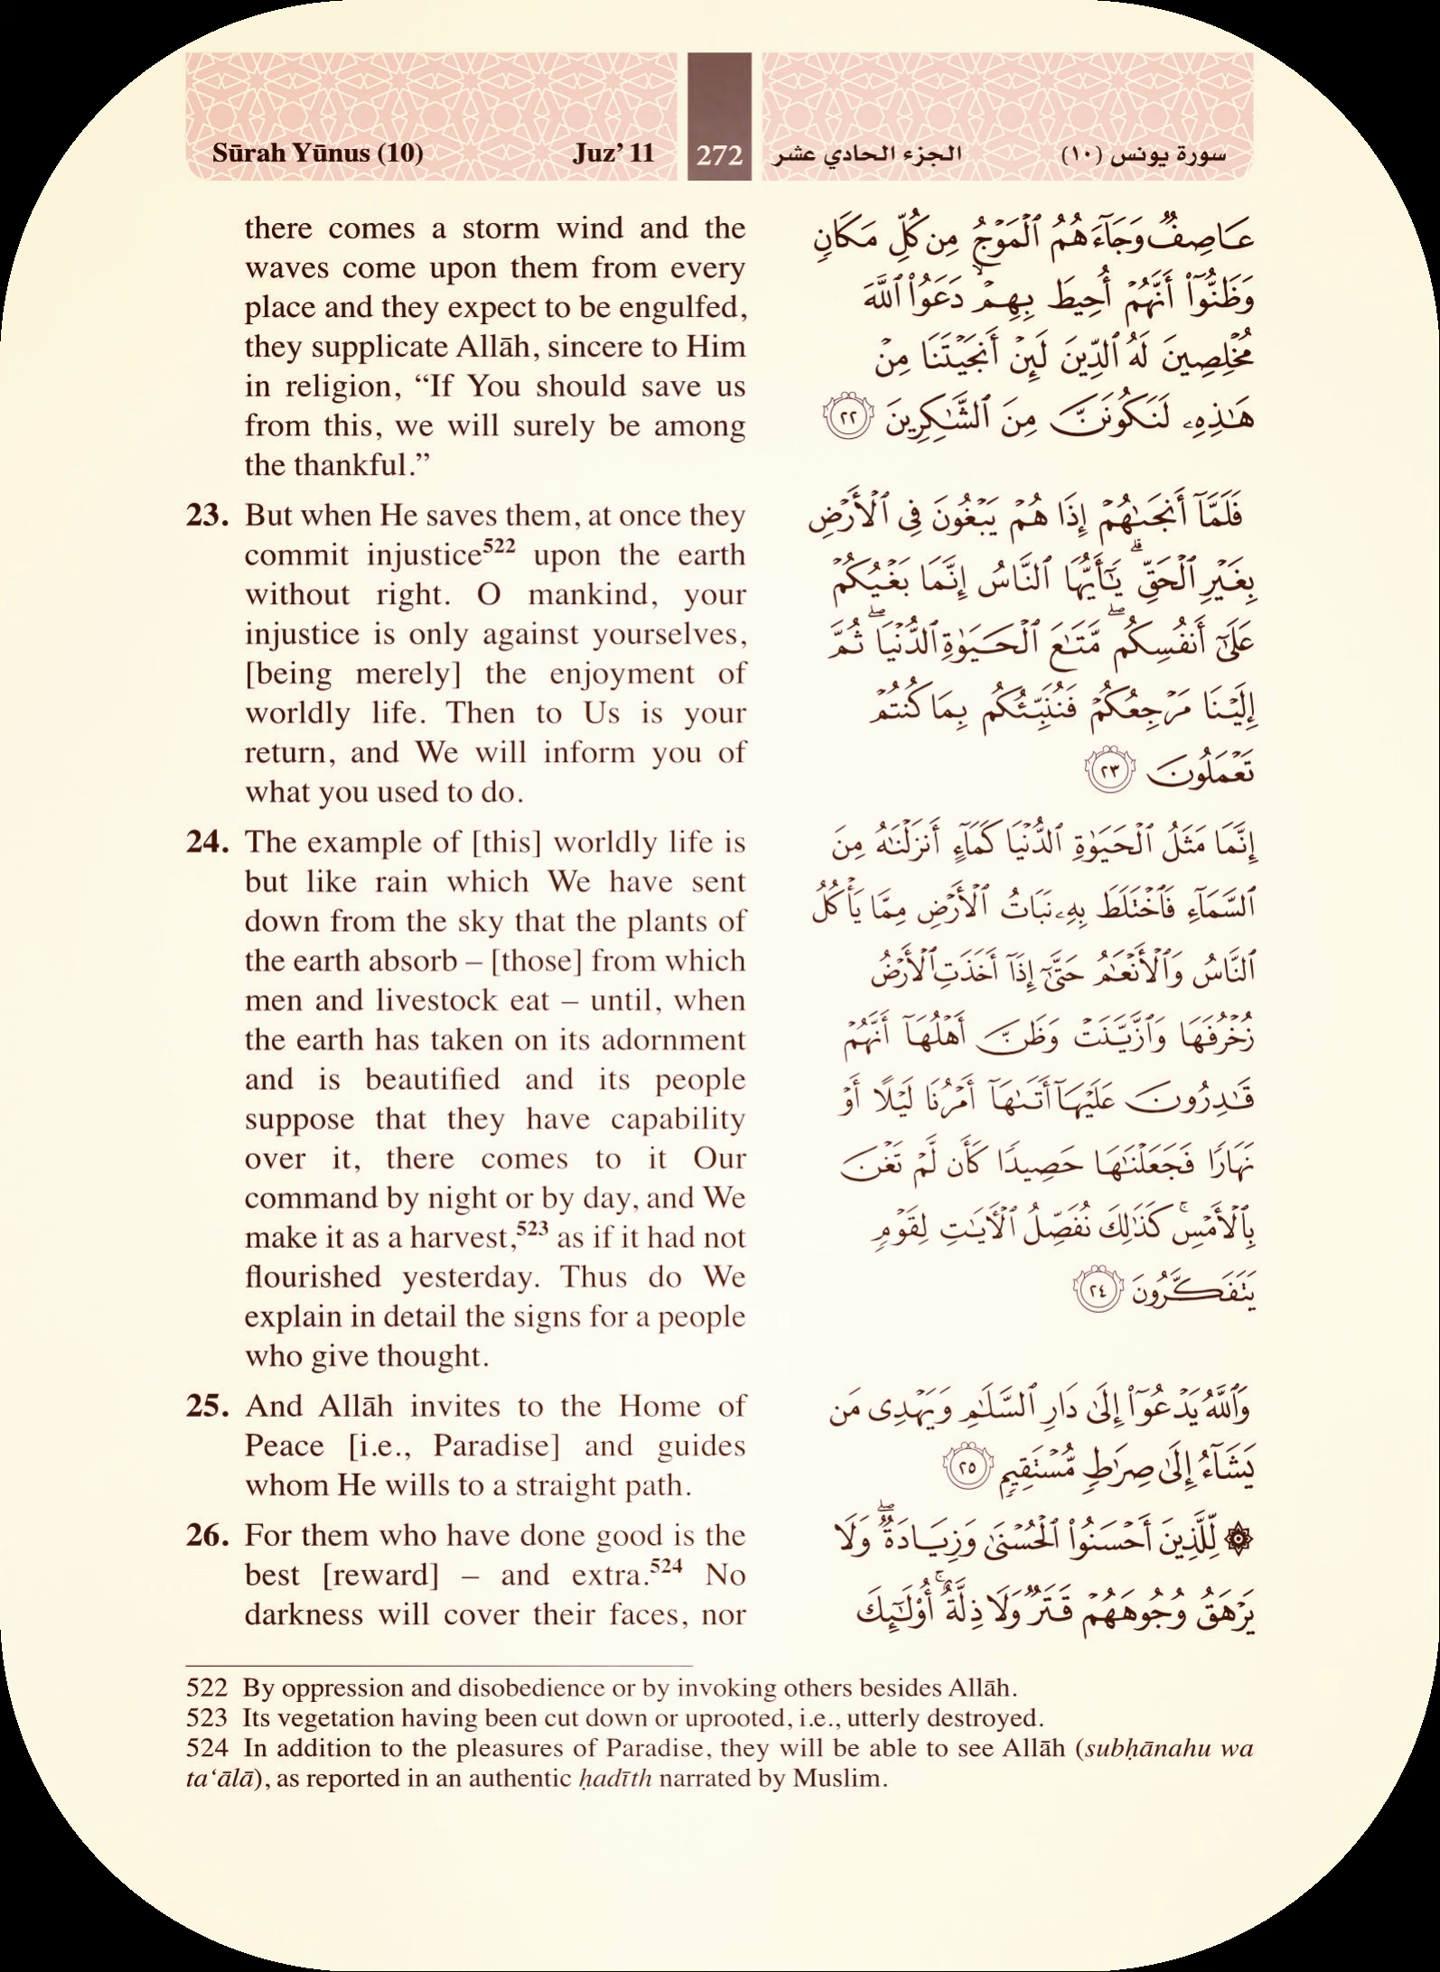 Sūrah Yūnus (10) Juz’ 11 272 الجزء الحادي عشر سورة يونس (١٠)
there comes a storm wind and the
waves come upon them from every
place and they expect to be engulfed,
they supplicate Allāh, sincere to Him
in religion, “If You should save us
from this, we will surely be among
the thankful.”
23. But when He saves them, at once they
commit injustice522 upon the earth
without right. O mankind, your
injustice is only against yourselves,
[being merely] the enjoyment of
worldly life. Then to Us is your
return, and We will inform you of
what you used to do.
24. The example of [this] worldly life is
but like rain which We have sent
down from the sky that the plants of
the earth absorb – [those] from which
men and livestock eat – until, when
the earth has taken on its adornment
and is beautified and its people
suppose that they have capability
over it, there comes to it Our
command by night or by day, and We
make it as a harvest,523 as if it had not
flourished yesterday. Thus do We
explain in detail the signs for a people
who give thought.
25. And Allāh invites to the Home of
Peace [i.e., Paradise] and guides
whom He wills to a straight path.
26. For them who have done good is the
best [reward] – and extra.524 No
darkness will cover their faces, nor
عَاصِفٌ وَجَآءَهُمُ ٱلْمَوْجُ مِن كُلِّ مَكَانٍ
وَظَنُّوٓا۟ أَنَّهُمْ أُحِيطَ بِهِمْ ۙ دَعَوُا۟ ٱللَّهَ
مُخْلِصِينَ لَهُ ٱلدِّينَ لَئِنْ أَنجَيْتَنَا مِنْ
هَـٰذِهِۦ لَنَكُونَنَّ مِنَ ٱلشَّـٰكِرِينَ ٢٢
فَلَمَّآ أَنجَىٰهُمْ إِذَا هُمْ يَبْغُونَ فِى ٱلْأَرْضِ
بِغَيْرِ ٱلْحَقِّ ۗ يَـٰٓأَيُّهَا ٱلنَّاسُ إِنَّمَا بَغْيُكُمْ
عَلَىٰٓ أَنفُسِكُم ۖ مَّتَـٰعَ ٱلْحَيَوٰةِ ٱلدُّنْيَا ۖ ثُمَّ
إِلَيْنَا مَرْجِعُكُمْ فَنُنَبِّئُكُم بِمَا كُنتُمْ
تَعْمَلُونَ ٢٣
إِنَّمَا مَثَلُ ٱلْحَيَوٰةِ ٱلدُّنْيَا كَمَآءٍ أَنزَلْنَـٰهُ مِنَ
ٱلسَّمَآءِ فَٱخْتَلَطَ بِهِۦ نَبَاتُ ٱلْأَرْضِ مِمَّا يَأْكُلُ
ٱلنَّاسُ وَٱلْأَنْعَـٰمُ حَتَّىٰٓ إِذَآ أَخَذَتِ ٱلْأَرْضُ
زُخْرُفَهَا وَٱزَّيَّنَتْ وَظَنَّ أَهْلُهَآ أَنَّهُمْ
قَـٰدِرُونَ عَلَيْهَآ أَتَىٰهَآ أَمْرُنَا لَيْلًا أَوْ
نَهَارًا فَجَعَلْنَـٰهَا حَصِيدًا كَأَن لَّمْ تَغْنَ
بِٱلْأَمْسِ ۚ كَذَٰلِكَ نُفَصِّلُ ٱلْـَٔايَـٰتِ لِقَوْمٍ
يَتَفَكَّرُونَ ٢٤
وَٱللَّهُ يَدْعُوٓا۟ إِلَىٰ دَارِ ٱلسَّلَـٰمِ وَيَهْدِى مَن
يَشَآءُ إِلَىٰ صِرَٰطٍ مُّسْتَقِيمٍ ٢٥
۞ لِّلَّذِينَ أَحْسَنُوا۟ ٱلْحُسْنَىٰ وَزِيَادَةٌ ۖ وَلَا
يَرْهَقُ وُجُوهَهُمْ قَتَرٌ وَلَا ذِلَّةٌ ۚ أُو۟لَـٰٓئِكَ
522 By oppression and disobedience or by invoking others besides Allāh.
523 Its vegetation having been cut down or uprooted, i.e., utterly destroyed.
524 In addition to the pleasures of Paradise, they will be able to see Allāh (subḥānahu wa
ta‘ālā), as reported in an authentic ḥadīth narrated by Muslim.